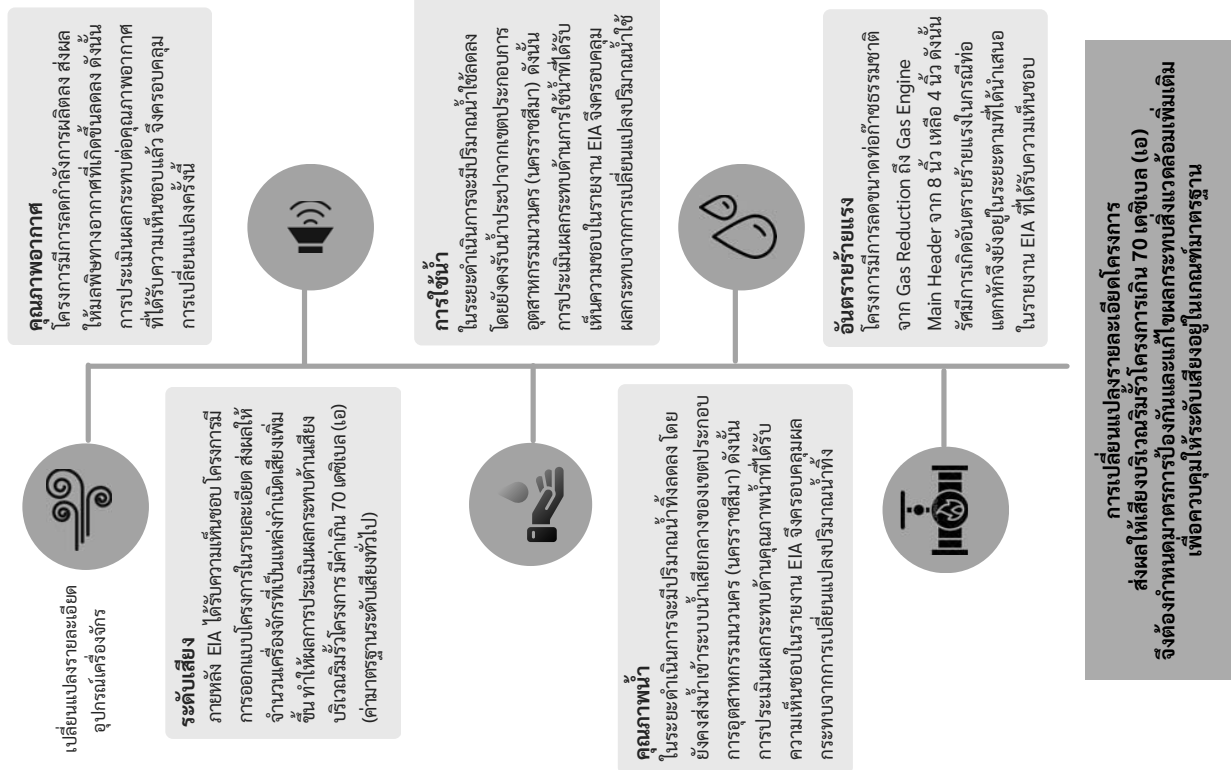 เปลี่ยนแปลงรายละเอียด
อุปกรณ์เครื่องจักร
คุณภาพอากาศ
โครงการมีการลดกำลังการผลิตลง ส่งผล
ให้มลพิษทางอากาศที่เกิดขึ้นลดลง ดังนั้น
การประเมินผลกระทบต่อคุณภาพอากาศ
ที่ได้รับความเห็นชอบแล้ว จึงครอบคลุม
การเปลี่ยนแปลงครั้งนี้
ระดับเสียง
ภายหลัง EIA ได้รับความเห็นชอบ โครงการมี
การออกแบบโครงการในรายละเอียด ส่งผลให้
จำนวนเครื่องจักรที่เป็นแหล่งกำเนิดเสียงเพิ่ม
ขึ้น ทำให้ผลการประเมินผลกระทบด้านเสียง
บริเวณริมรั้วโครงการ มีค่าเกิน 70 เดซิเบล (เอ)
(ค่ามาตรฐานระดับเสียงทั่วไป)
การใช้น้ำ
ในระยะดำเนินการจะมีปริมาณน้ำใช้ลดลง
โดยยังคงรับน้ำประปาจากเขตประกอบการ
อุตสาหกรรมนวนคร (นครราชสีมา) ดังนั้น
การประเมินผลกระทบด้านการใช้น้ำที่ได้รับ
เห็นความชอบในรายงาน EIA จึงครอบคลุม
ผลกระทบจากการเปลี่ยนแปลงปริมาณน้ำใช้
คุณภาพน้ำ
ในระยะดำเนินการจะมีปริมาณน้ำทิ้งลดลง โดย
ยังคงส่งน้ำเข้าระบบน้ำเสียกลางของเขตประกอบ
การอุตสาหกรรมนวนคร (นครราชสีมา) ดังนั้น
การประเมินผลกระทบด้านคุณภาพน้ำที่ได้รับ
ความเห็นชอบในรายงาน EIA จึงครอบคลุมผล
กระทบจากการเปลี่ยนแปลงปริมาณน้ำทิ้ง
อันตรายร้ายแรง
โครงการมีการลดขนาดท่อก๊าซธรรมชาติ
จาก Gas Reduction ถึง Gas Engine
Main Header จาก 8 นิ้ว เหลือ 4 นิ้ว ดังนั้น
รัศมีการเกิดอันตรายร้ายแรงในกรณีท่อ
แตกหักจึงยังอยู่ในระยะตามที่ได้นำเสนอ
ในรายงาน EIA ที่ได้รับความเห็นชอบ
การเปลี่ยนแปลงรายละเอียดโครงการ
ส่งผลให้เสียงบริเวณริมรั้วโครงการเกิน 70 เดซิเบล (เอ)
จึงต้องกำหนดมาตรการป้องกันและแก้ไขผลกระทบสิ่งแวดล้อมเพิ่มเติม
เพื่อควบคุมให้ระดับเสียงอยู่ในเกณฑ์มาตรฐาน